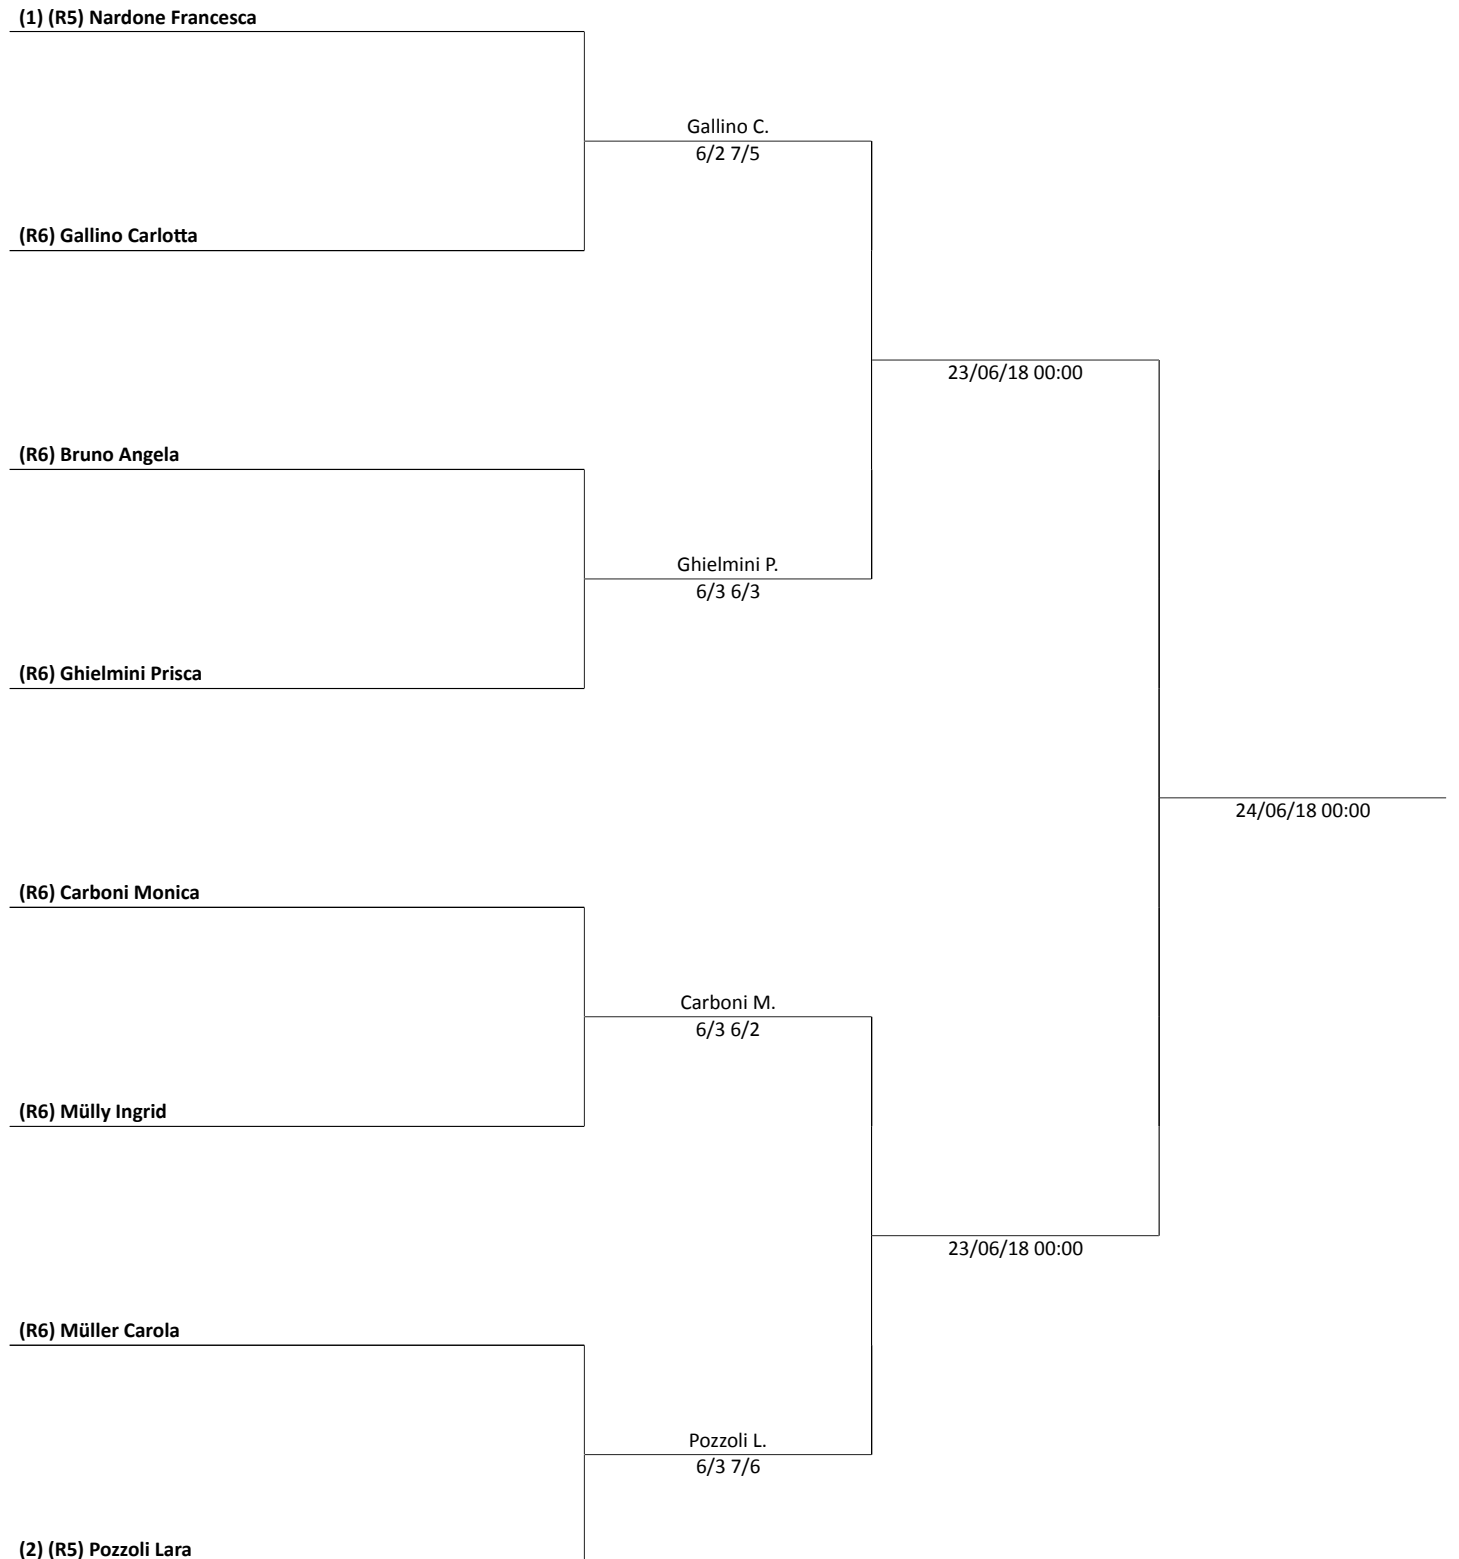 (1) (R5) Nardone Francesca
Gallino C.
6/2 7/5
(R6) Gallino Carlotta
23/06/18 00:00
(R6) Bruno Angela
Ghielmini P.
6/3 6/3
(R6) Ghielmini Prisca
24/06/18 00:00
(R6) Carboni Monica
Carboni M.
6/3 6/2
(R6) Mülly Ingrid
23/06/18 00:00
(R6) Müller Carola
Pozzoli L.
6/3 7/6
(2) (R5) Pozzoli Lara